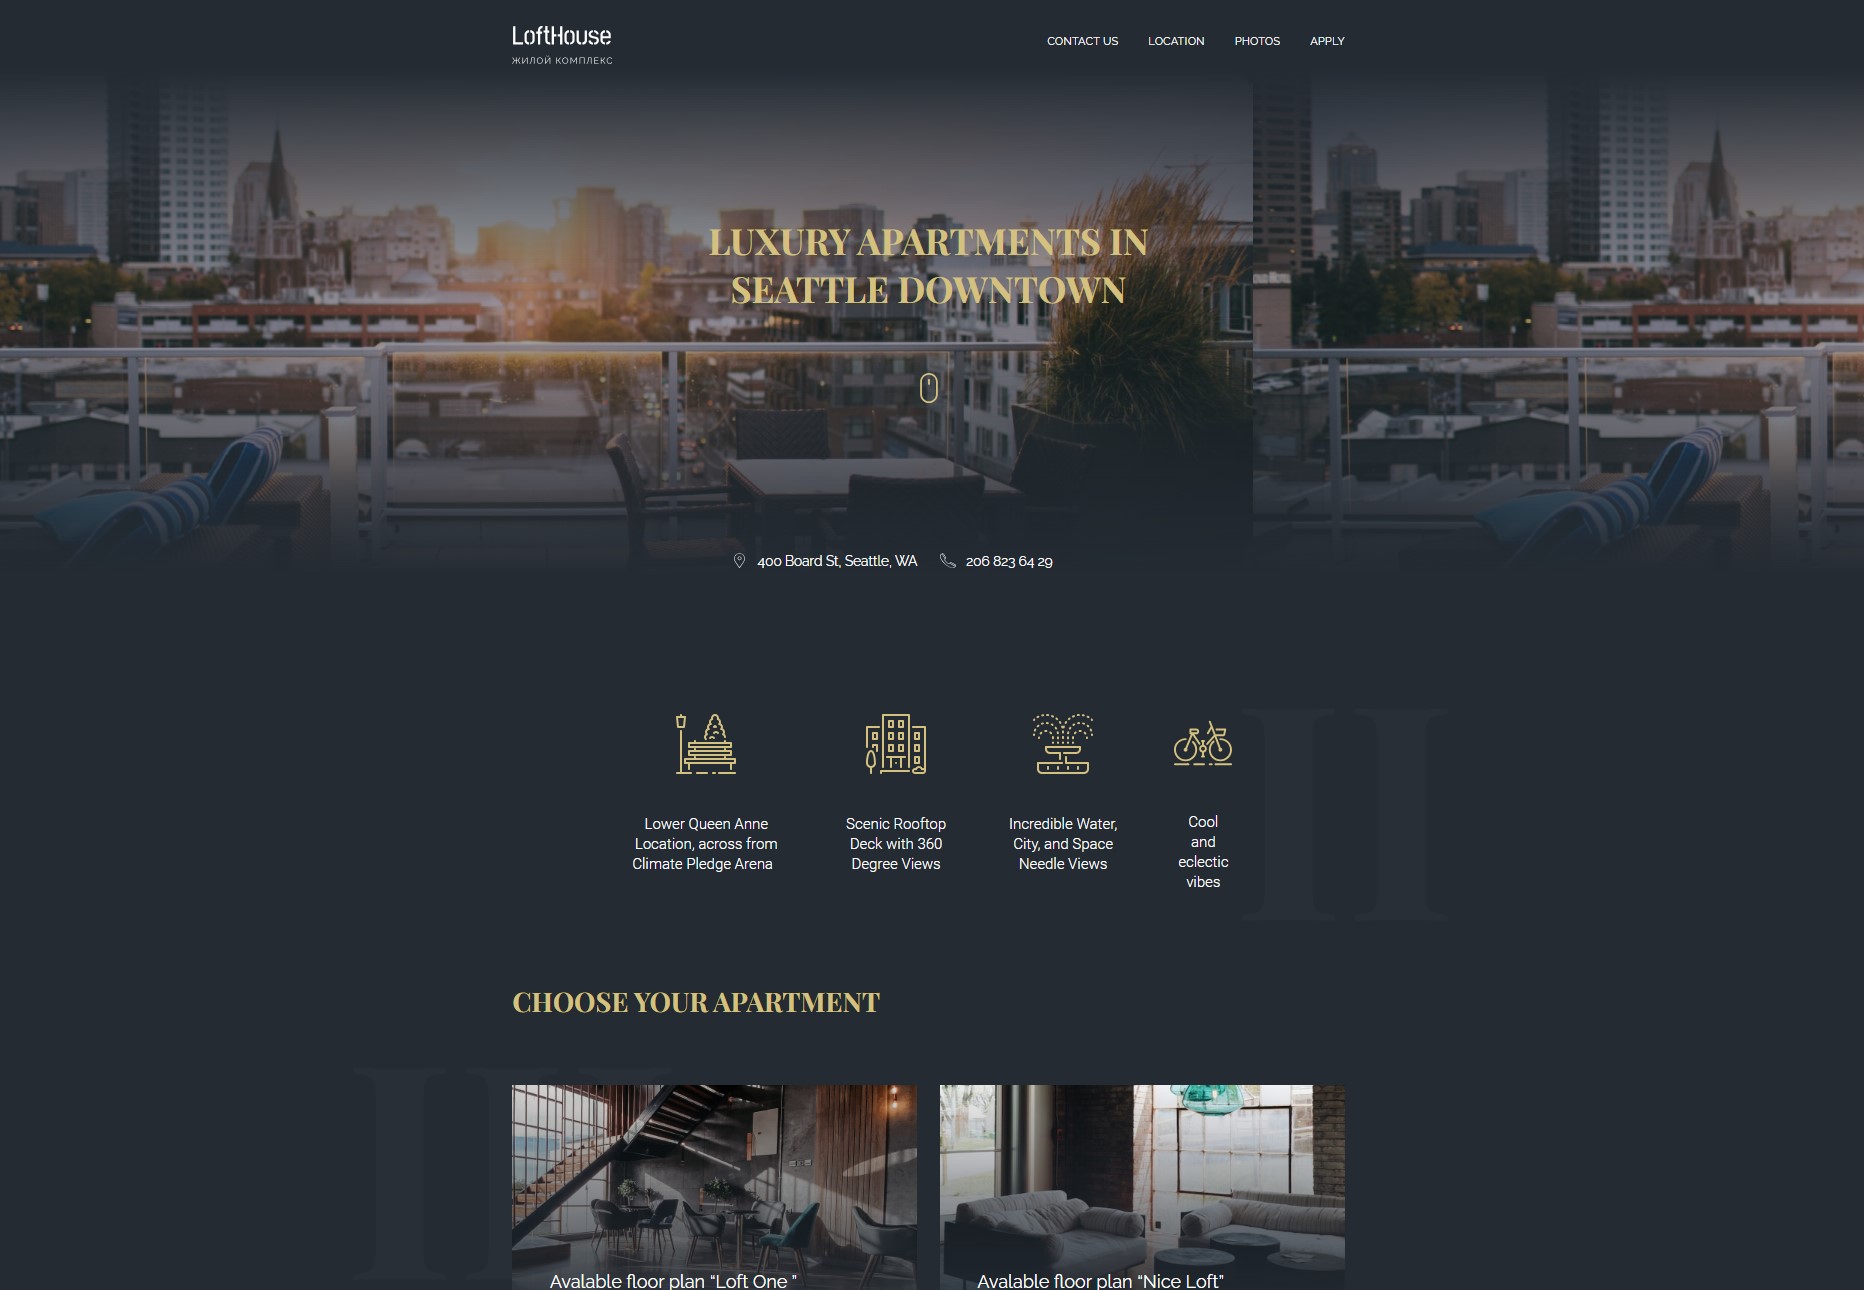 LoftHouse
ЖИЛОЙ КОМПЛЕКС
CONTACT US
LOCATION
PHOTOS
APPLY
LUXURY APARTMENTS IN
SEATTLE DOWNTOWN
400 Board St, Seattle, WA
206 823 64 29
II
Lower Queen Anne
Location, across from
Climate Pledge Arena
Scenic Rooftop
Deck with 360
Degree Views
Incredible Water,
City, and Space
Needle Views
Cool
and
eclectic
vibes
CHOOSE YOUR APARTMENT
III
Avalable floor plan “Loft One ”
Avalable floor plan “Nice Loft”